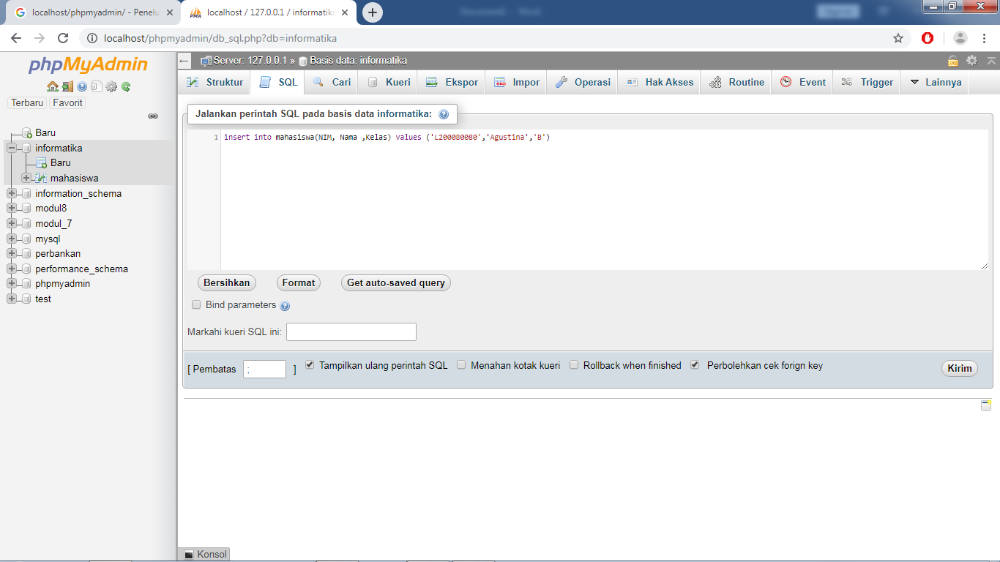 localhost/phpmyadmin/ - Penelu
localhost / 127.0.0.1 / informatika
localhost/phpmyadmin/db_sql.php?db=informatika
phpMyAdmin
Terbaru Favorit
Baru
informatika
Baru
mahasiswa
information_schema
modul8
modul_7
mysql
perbankan
performance_schema
phpmyadmin
test
Server: 127.0.0.1 » Basis data: informatika
Struktur SQL Cari Kueri Ekspor Impor Operasi Hak Akses Routine Event Trigger Lainnya
Jalankan perintah SQL pada basis data informatika:
1 insert into mahasiswa(NIM, Nama ,Kelas) values ('L200080080','Agustina','B')
Bersihkan Format Get auto-saved query
Bind parameters
Markahi kueri SQL ini:
[ Pembatas ; ] Tampilkan ulang perintah SQL Menahan kotak kueri Rollback when finished Perbolehkan cek forign key Kirim
Konsol